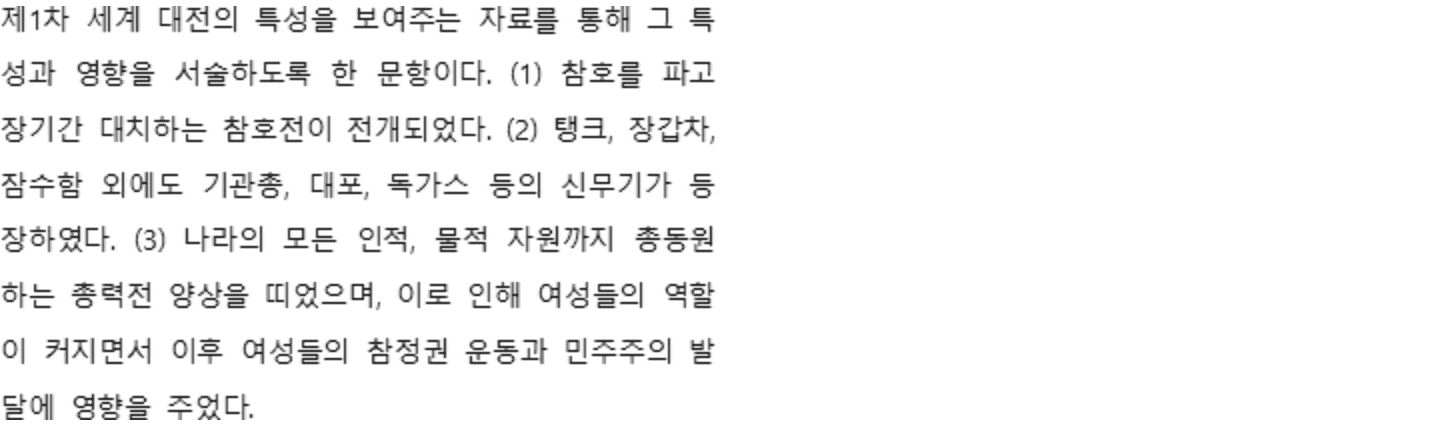 제1차 세계 대전의 특성을 보여주는 자료를 통해 그 특
성과 영향을 서술하도록 한 문항이다. (1) 참호를 파고
장기간 대치하는 참호전이 전개되었다. (2) 탱크, 장갑차,
잠수함 외에도 기관총, 대포, 독가스 등의 신무기가 등
장하였다. (3) 나라의 모든 인적, 물적 자원까지 총동원
하는 총력전 양상을 띠었으며, 이로 인해 여성들의 역할
이 커지면서 이후 여성들의 참정권 운동과 민주주의 발
달에 영향을 주었다.